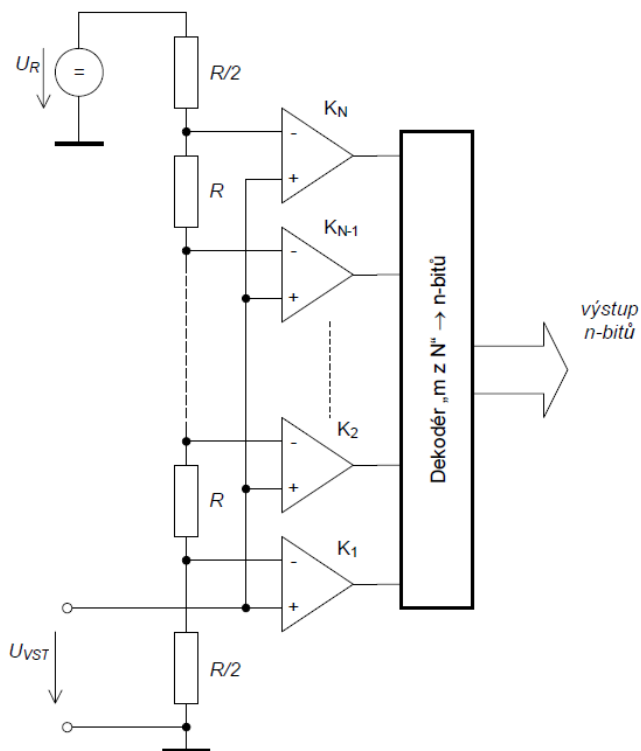 U_R
=
R/2
K_N
-
+
R
K_N-1
-
+
K_2
-
+
R
K_1
-
+
U_VST
R/2
Dekodér „m z N“ → n-bitů
výstup
n-bitů